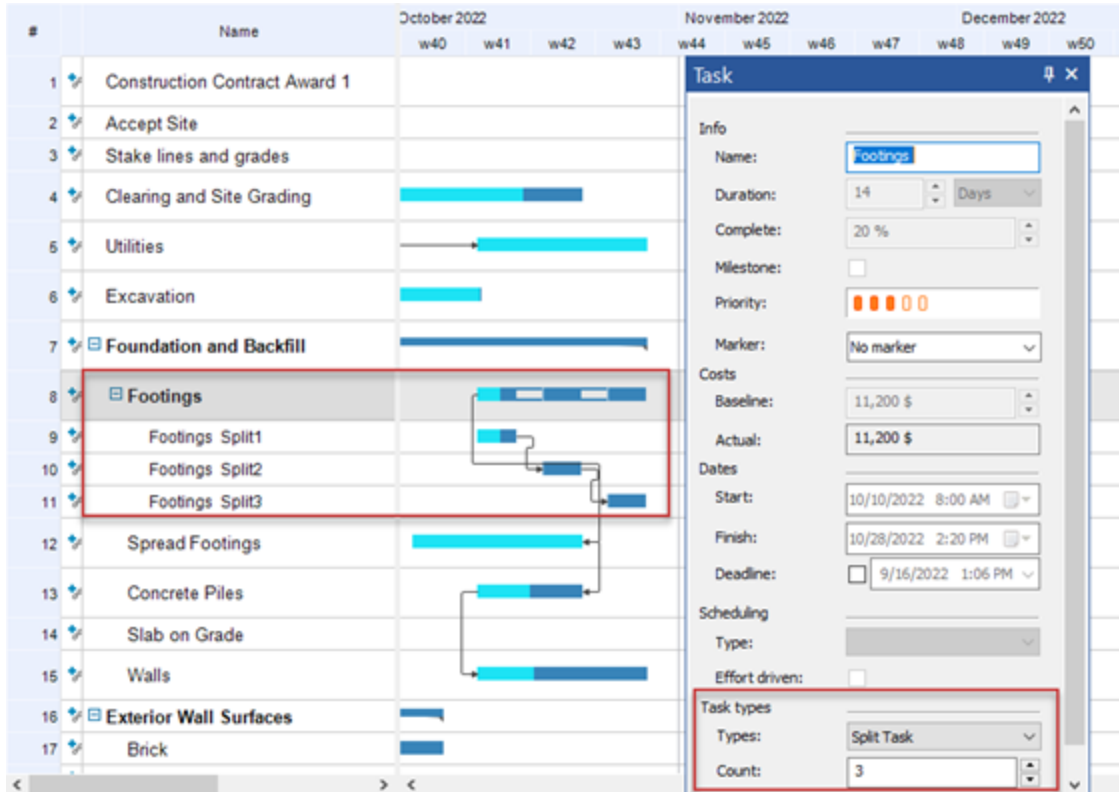 October 2022 November 2022 December 2022
# Name
w40 w41 w42 w43 w44 w45 w46 w47 w48 w49 w50
1 Construction Contract Award 1
2 Accept Site
3 Stake lines and grades
4 Clearing and Site Grading
5 Utilities
6 Excavation
7 Foundation and Backfill
8 Footings
9 Footings Split1
10 Footings Split2
11 Footings Split3
12 Spread Footings
13 Concrete Piles
14 Slab on Grade
15 Walls
16 Exterior Wall Surfaces
17 Brick
Task
Info
Name: Footings
Duration: 14 Days
Complete: 20 %
Milestone:
Priority:
Marker: No marker
Costs
Baseline: 11,200 $
Actual: 11,200 $
Dates
Start: 10/10/2022 8:00 AM
Finish: 10/28/2022 2:20 PM
Deadline: 9/16/2022 1:06 PM
Scheduling
Type:
Effort driven:
Task types
Types: Split Task
Count: 3